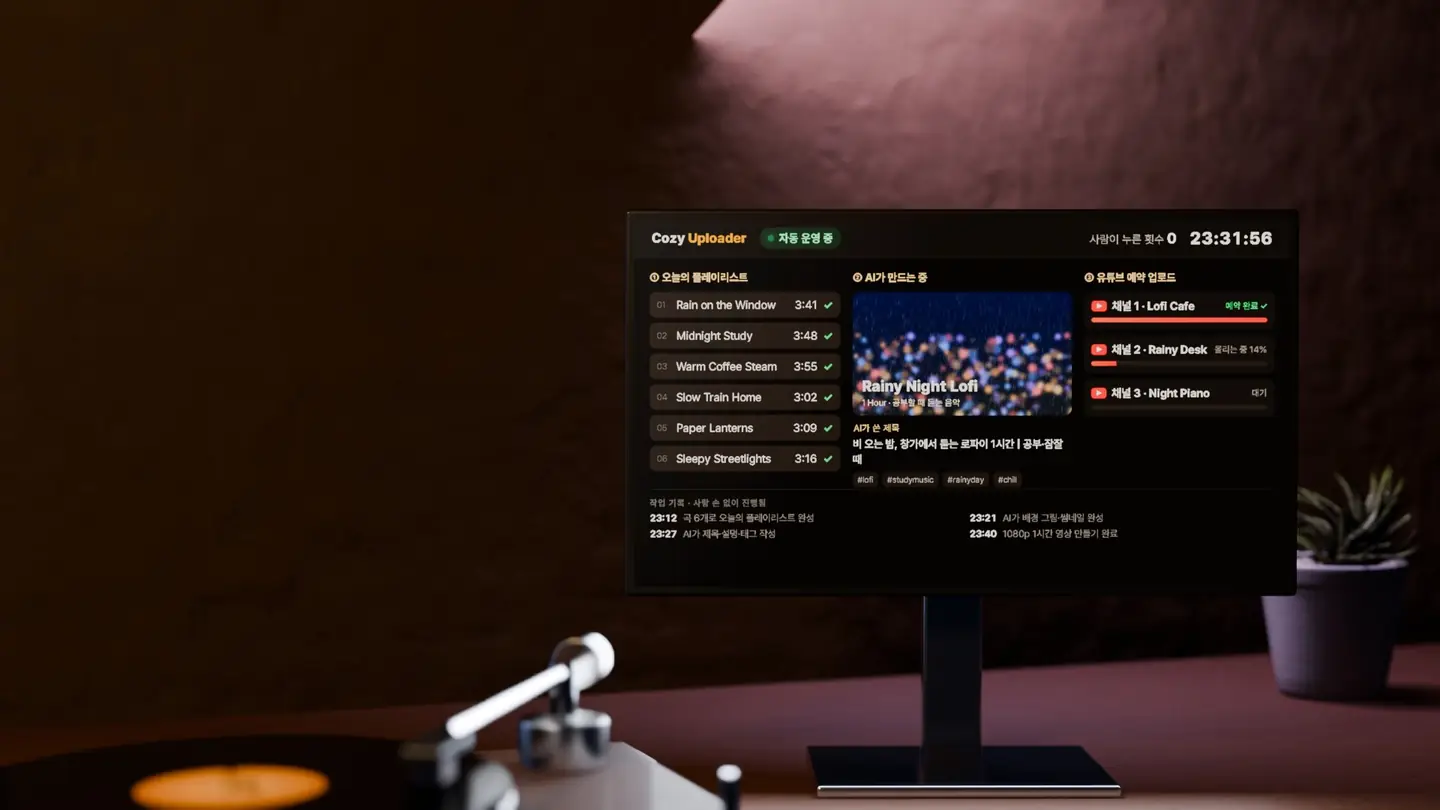 Cozy Uploader
자동 운영 중
사람이 누른 횟수 0
23:31:56
① 오늘의 플레이리스트
01 Rain on the Window 3:41
02 Midnight Study 3:48
03 Warm Coffee Steam 3:55
04 Slow Train Home 3:02
05 Paper Lanterns 3:09
06 Sleepy Streetlights 3:16
② AI가 만드는 중
Rainy Night Lofi
1 Hour · 공부할 때 듣는 음악
AI가 쓴 제목
비 오는 밤, 창가에서 듣는 로파이 1시간 | 공부·잠잘
때
#lofi #studymusic #rainyday #chill
③ 유튜브 예약 업로드
채널 1 · Lofi Cafe 예약 완료
채널 2 · Rainy Desk 올리는 중 14%
채널 3 · Night Piano 대기
작업 기록 · 사람 손 없이 진행됨
23:12 곡 6개로 오늘의 플레이리스트 완성
23:21 AI가 배경 그림·썸네일 완성
23:27 AI가 제목·설명·태그 작성
23:40 1080p 1시간 영상 만들기 완료